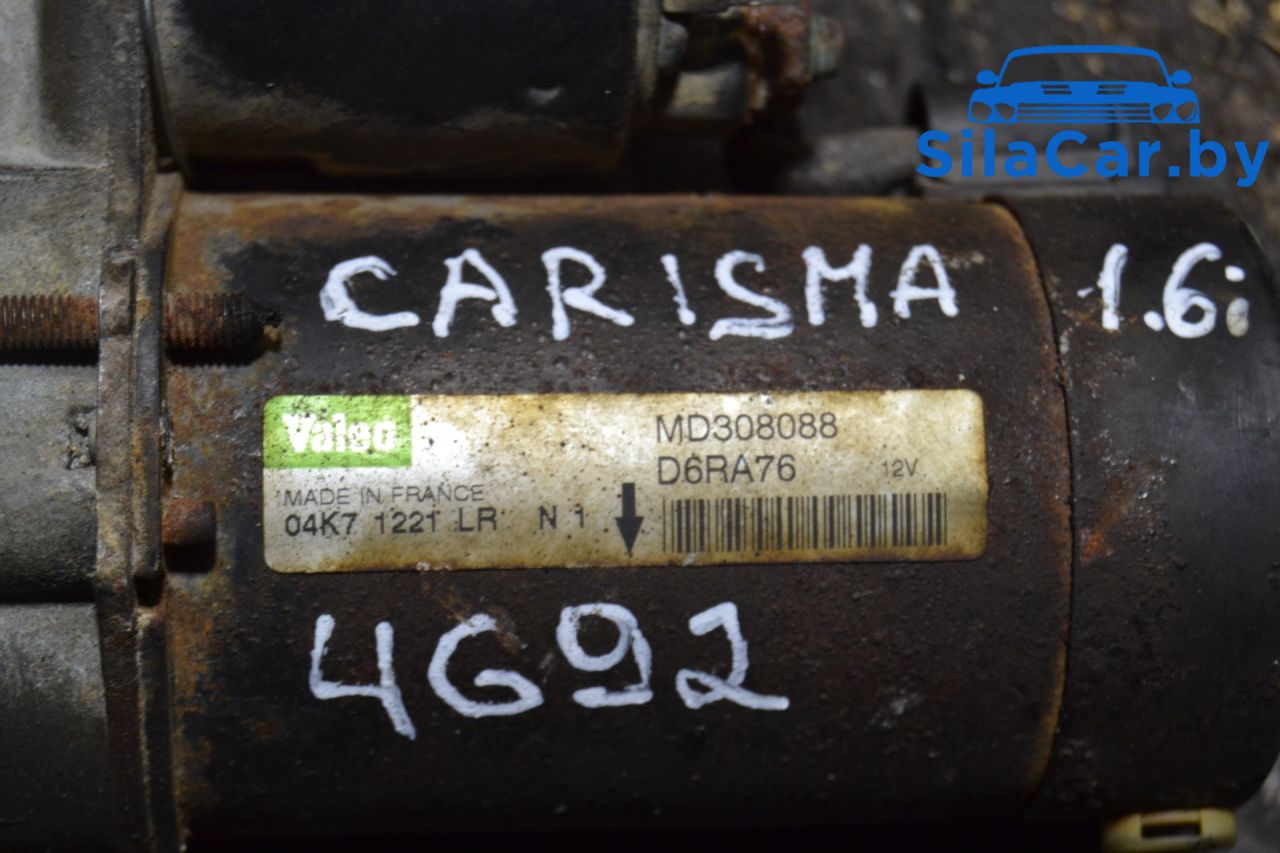 SilaCar.by
CARISMA 1.6i
Valeo
MD308088
D6RA76 12V
MADE IN FRANCE
04K7 1221 LR N 1
4G92